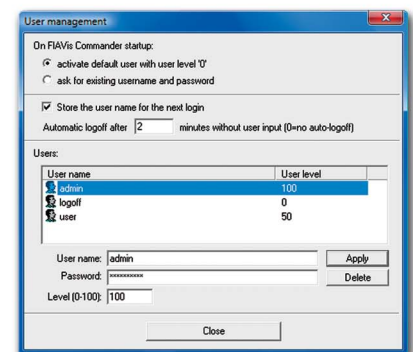 User management
On FlAVis Commander startup:
activate default user with user level '0'
ask for existing username and password
Store the user name for the next login
Automatic logoff after 2 minutes without user input (0=no auto-logoff)
Users:
User name User level
admin 100
logoff 0
user 50
User name: admin Apply
Password: ********** Delete
Level (0-100): 100
Close